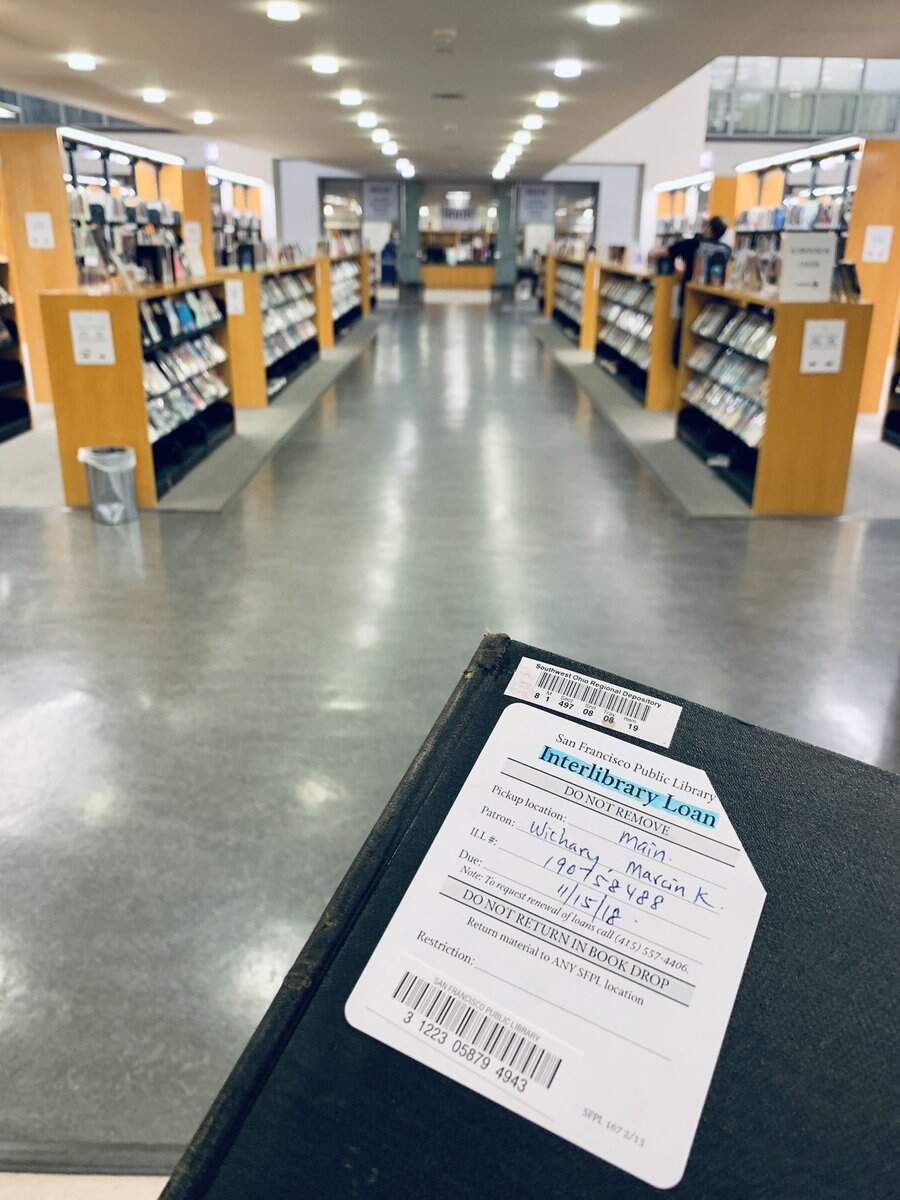 Southwest Ohio Regional Depository
8 1 497 08 08 19
San Francisco Public Library
Interlibrary Loan
DO NOT REMOVE
Pickup location: Main
Patron: Wichary, Marcin K.
ILL #: 190758488
Due: 11/15/18.
Note: To request renewal of loans call (415) 557-4406.
DO NOT RETURN IN BOOK DROP
Return material to ANY SFPL location
Restriction:
SAN FRANCISCO PUBLIC LIBRARY
3 1223 05879 4943
SFPL 167 2/13